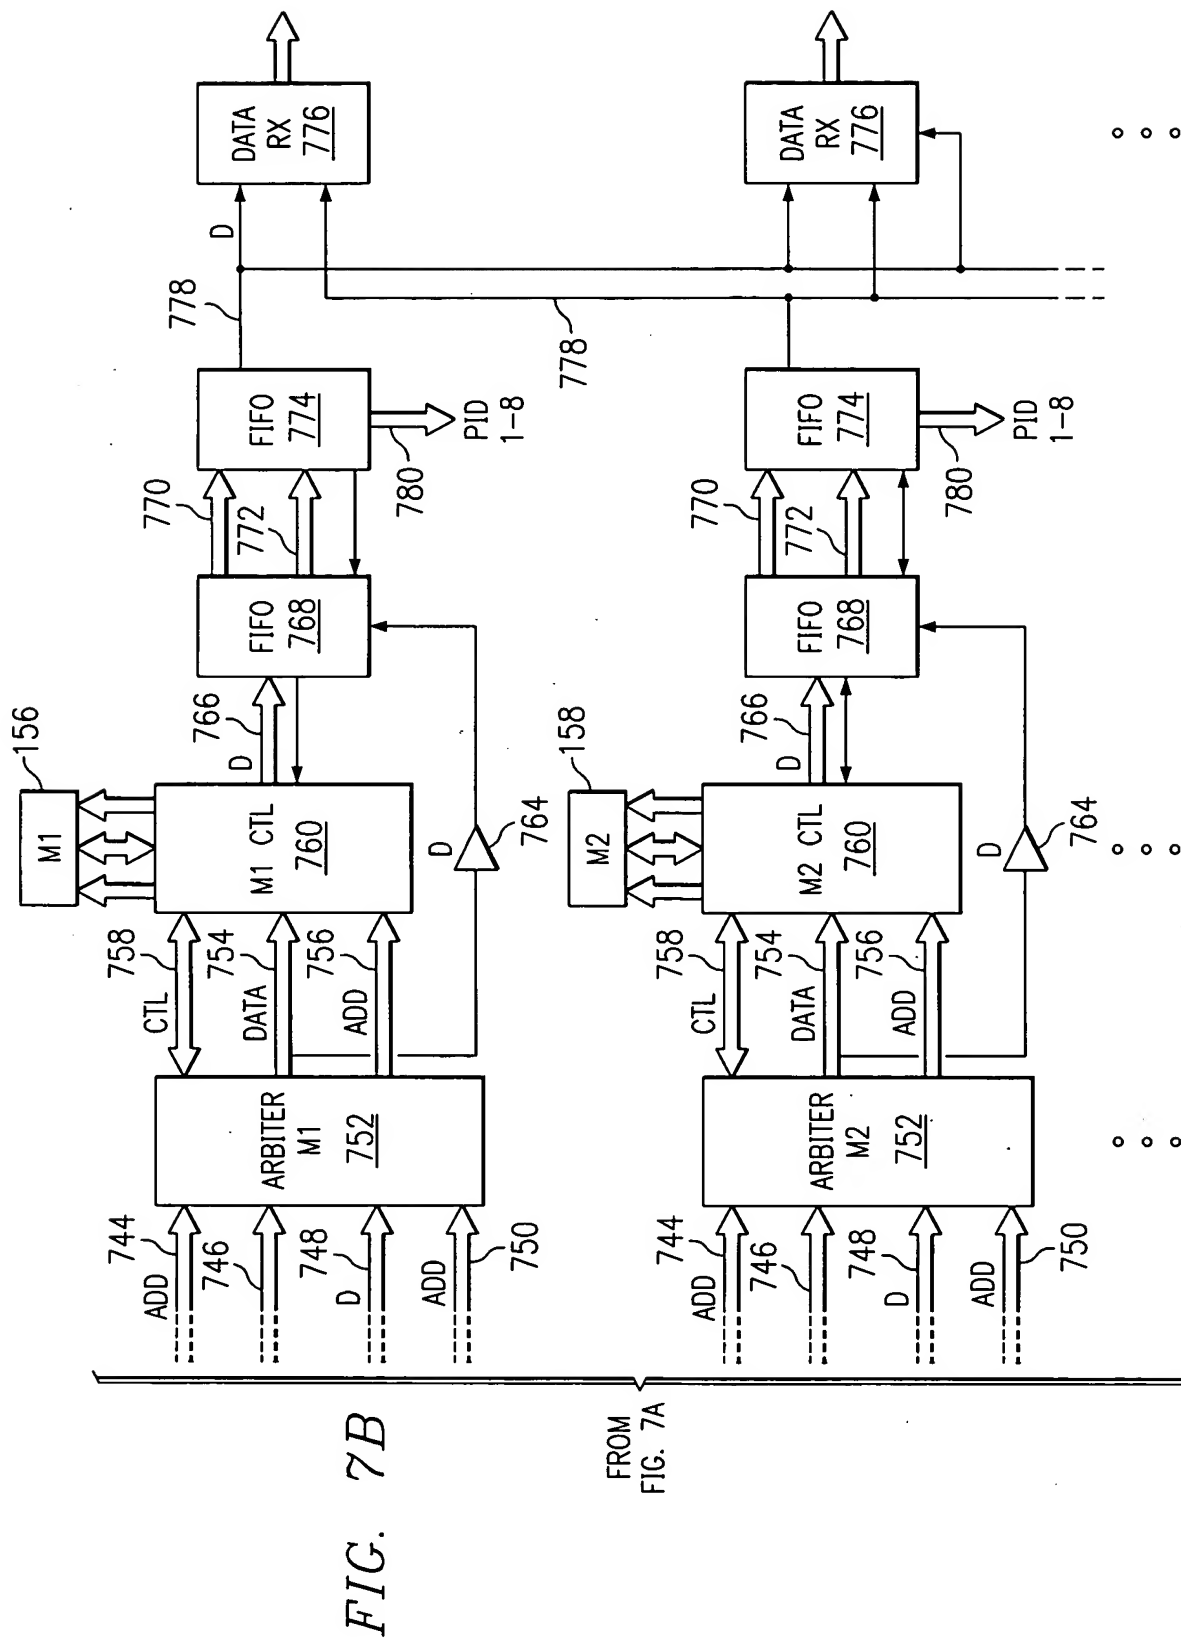 FIG. 7B
FROM
FIG. 7A
744
ADD
746
748
D
ADD
750
ARBITER
M1
752
758
CTL
754
DATA
756
ADD
M1
156
M1 CTL
760
D
764
766
D
FIFO
768
770
772
FIFO
774
780
PID
1-8
778
D
DATA
RX
776
744
ADD
746
748
D
ADD
750
ARBITER
M2
752
758
CTL
754
DATA
756
ADD
M2
158
M2 CTL
760
D
764
766
D
FIFO
768
770
772
FIFO
774
780
PID
1-8
778
DATA
RX
776